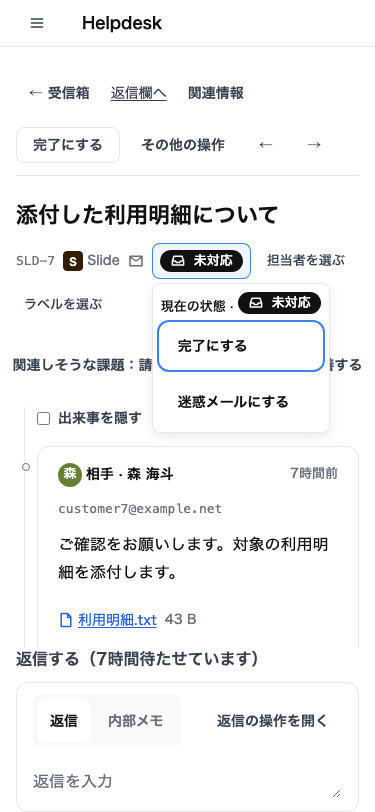 Helpdesk
← 受信箱 返信欄へ 関連情報
完了にする その他の操作 ← →
添付した利用明細について
SLD-7 S Slide 未対応 担当者を選ぶ
ラベルを選ぶ
現在の状態 · 未対応
完了にする
迷惑メールにする
関連しそうな課題：請
する
出来事を隠す
森 相手 · 森 海斗 7時間前
customer7@example.net
ご確認をお願いします。対象の利用明
細を添付します。
利用明細.txt 43 B
返信する（7時間待たせています）
返信 内部メモ 返信の操作を開く
返信を入力